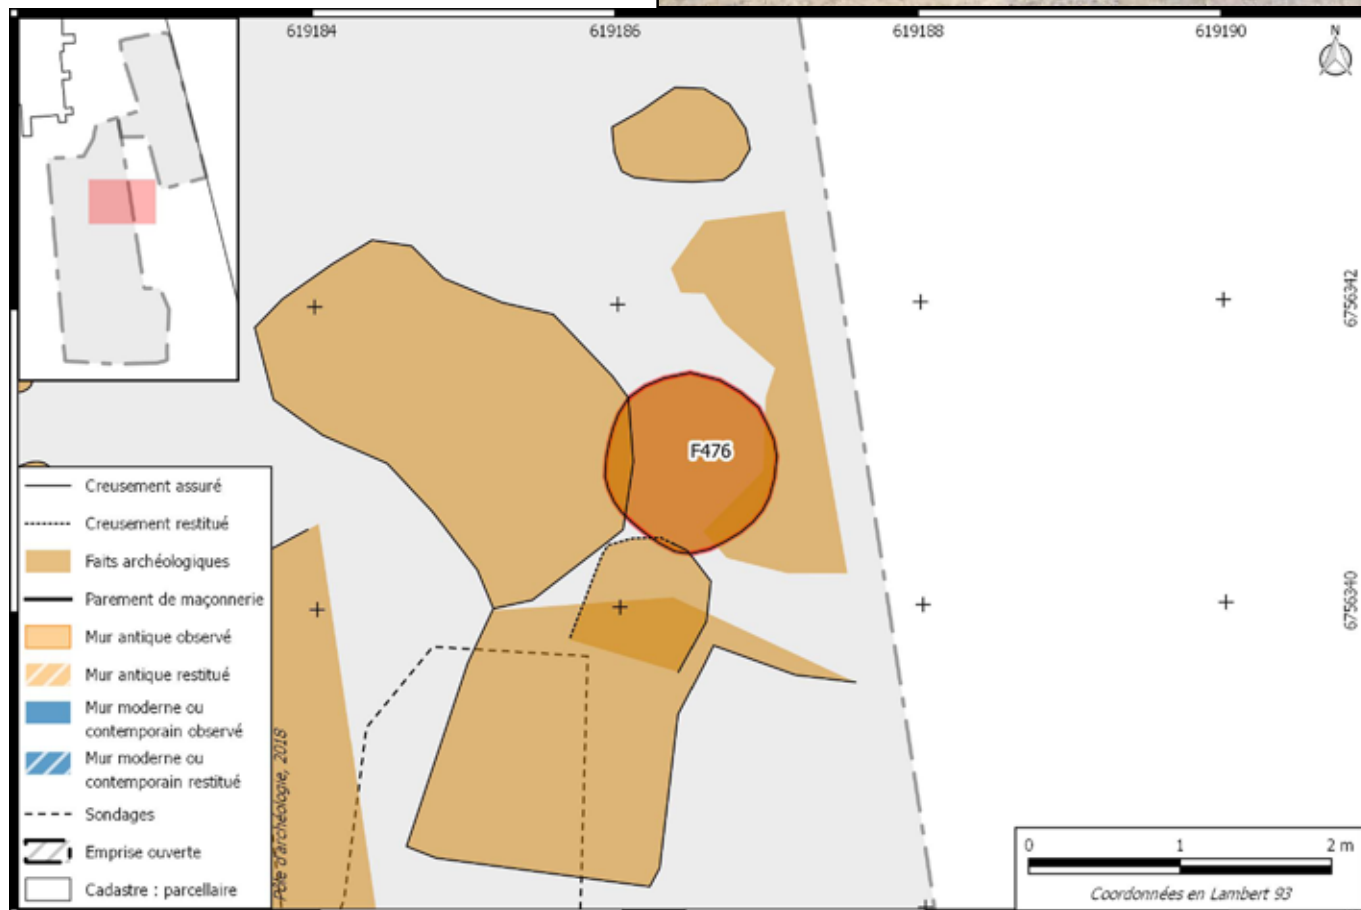 619184
619186
619188
619190
N
6756342
F476
6756340
Creusement assuré
Creusement restitué
Faits archéologiques
Parement de maçonnerie
Mur antique observé
Mur antique restitué
Mur moderne ou
contemporain observé
Mur moderne ou
contemporain restitué
Sondages
Emprise ouverte
Cadastre : parcellaire
Pôle d'archéologie, 2018
0 1 2 m
Coordonnées en Lambert 93